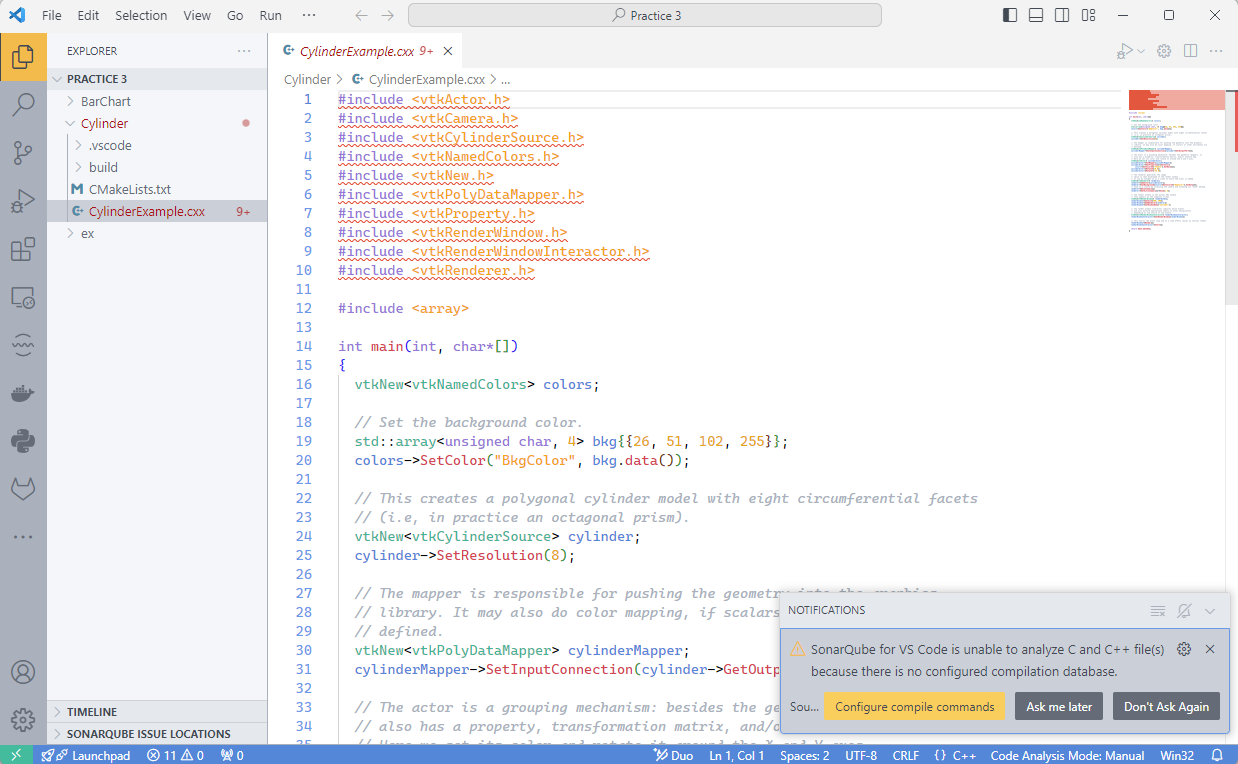 File Edit Selection View Go Run ··· Practice 3
EXPLORER ···
PRACTICE 3
BarChart
Cylinder
.vscode
build
CMakeLists.txt
CylinderExample.cxx 9+
ex
TIMELINE
SONARQUBE ISSUE LOCATIONS
CylinderExample.cxx 9+
Cylinder > CylinderExample.cxx > ...
1 #include <vtkActor.h>
2 #include <vtkCamera.h>
3 #include <vtkCylinderSource.h>
4 #include <vtkNamedColors.h>
5 #include <vtkNew.h>
6 #include <vtkPolyDataMapper.h>
7 #include <vtkProperty.h>
8 #include <vtkRenderWindow.h>
9 #include <vtkRenderWindowInteractor.h>
10 #include <vtkRenderer.h>
11
12 #include <array>
13
14 int main(int, char*[])
15 {
16 vtkNew<vtkNamedColors> colors;
17
18 // Set the background color.
19 std::array<unsigned char, 4> bkg{{26, 51, 102, 255}};
20 colors->SetColor("BkgColor", bkg.data());
21
22 // This creates a polygonal cylinder model with eight circumferential facets
23 // (i.e, in practice an octagonal prism).
24 vtkNew<vtkCylinderSource> cylinder;
25 cylinder->SetResolution(8);
26
27 // The mapper is responsible for pushing the geometry into the graphics
28 // library. It may also do color mapping, if scalars
29 // defined.
30 vtkNew<vtkPolyDataMapper> cylinderMapper;
31 cylinderMapper->SetInputConnection(cylinder->GetOutp
32
33 // The actor is a grouping mechanism: besides the ge
34 // also has a property, transformation matrix, and/o
NOTIFICATIONS
SonarQube for VS Code is unable to analyze C and C++ file(s)
because there is no configured compilation database.
Sou... Configure compile commands Ask me later Don't Ask Again
Launchpad 11 0 0 Duo Ln 1, Col 1 Spaces: 2 UTF-8 CRLF {} C++ Code Analysis Mode: Manual Win32